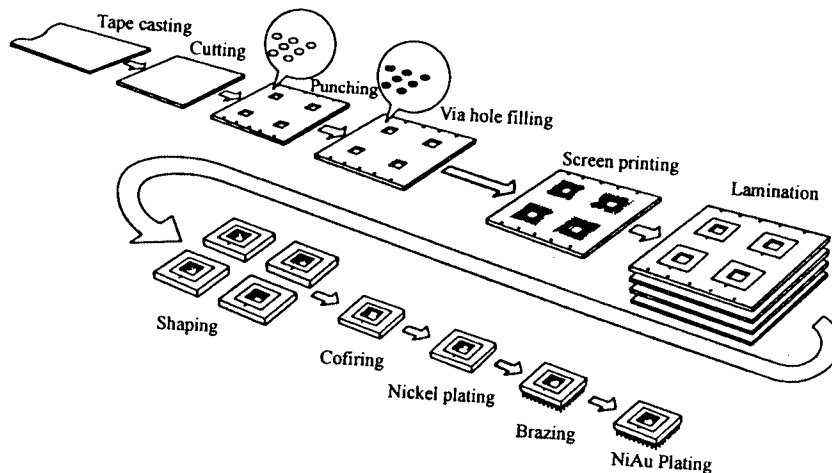 Tape casting
Cutting
Punching
Via hole filling
Screen printing
Lamination
Shaping
Cofiring
Nickel plating
Brazing
NiAu Plating